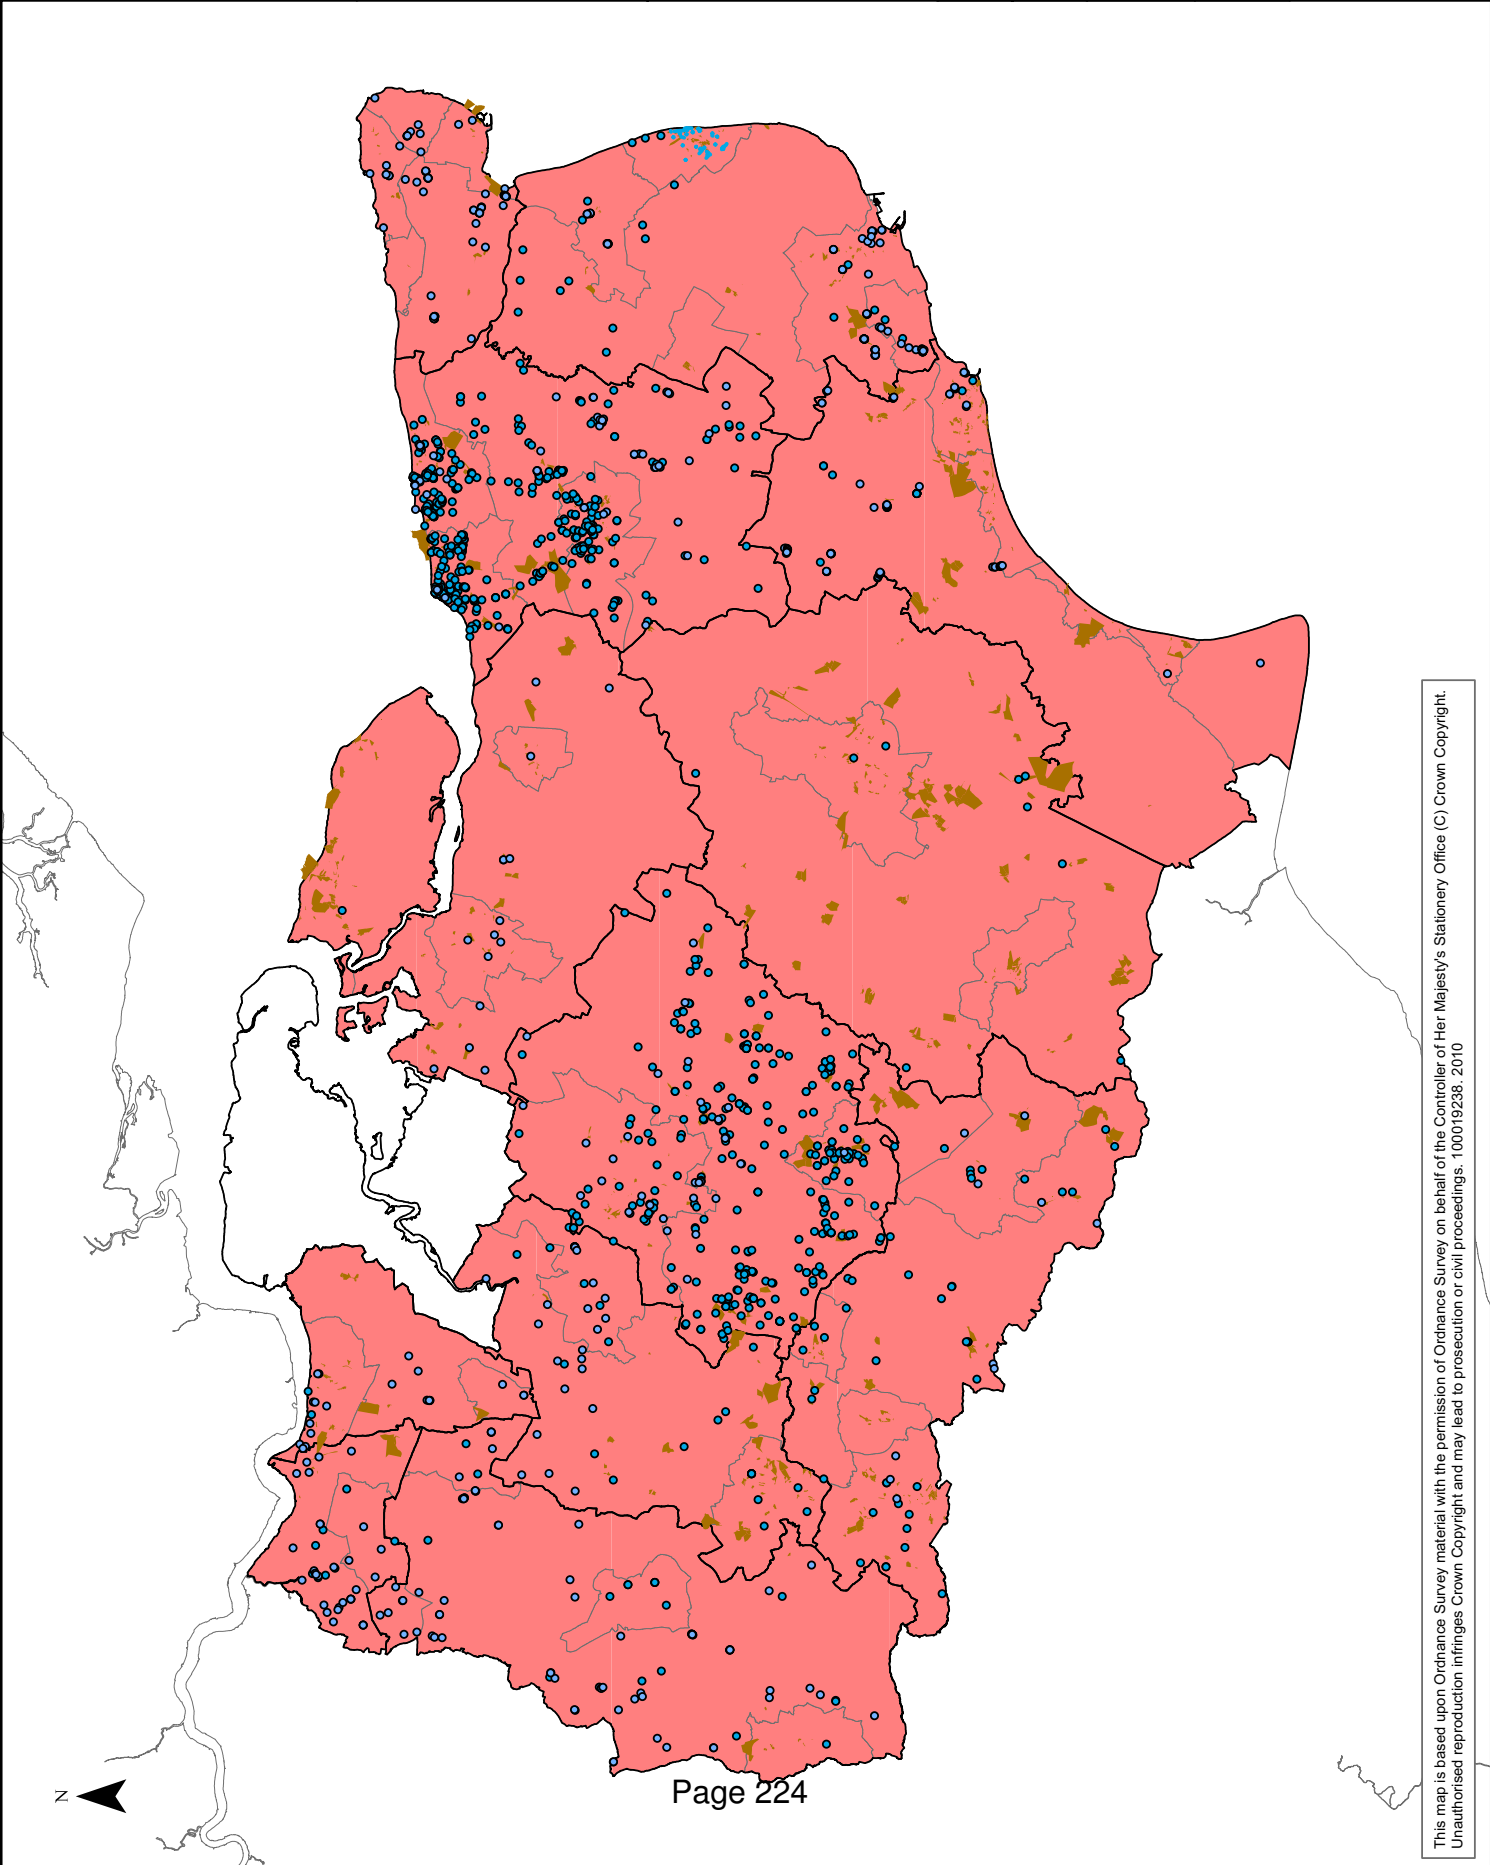 This map is based upon Ordnance Survey material with the permission of Ordnance Survey on behalf of the Controller of Her Majesty's Stationery Office (C) Crown Copyright.
Unauthorised reproduction infringes Crown Copyright and may lead to prosecution or civil proceedings. 100019238. 2010
N
Page 224